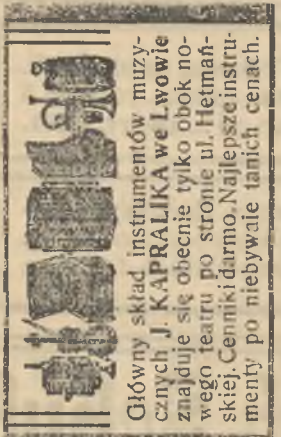 Główny skład instrumentów muzy-
cznych J. KAPRALIKA we Lwowie
znajduje się obecnie tylko obok no-
wego teatru po stronie ul. Hetmań-
skiej. Cenniki darmo. Najlepsze instru-
menty po niebywale tanich cenach.